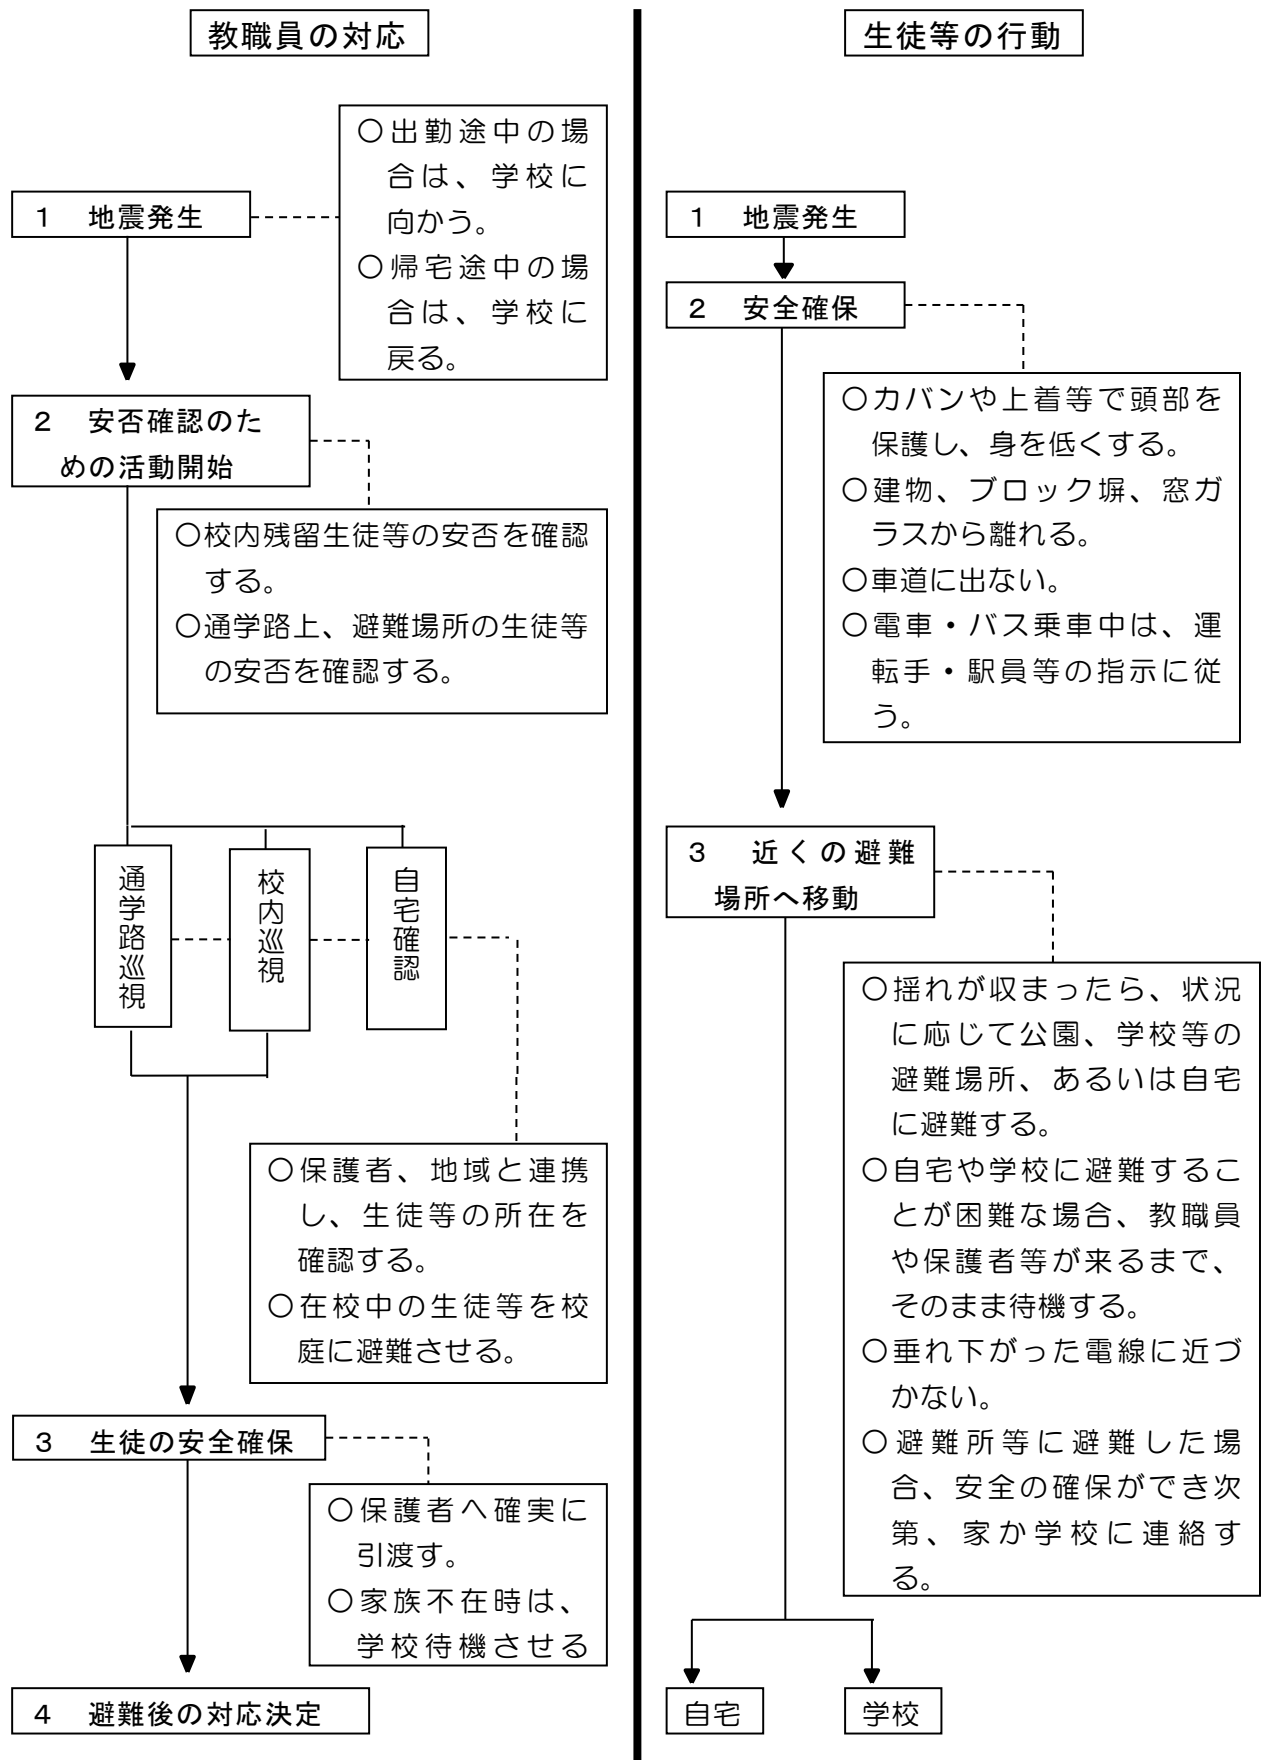 教職員の対応
○出勤途中の場
合は、学校に
向かう。
○帰宅途中の場
合は、学校に
戻る。
1 地震発生
2 安否確認のた
めの活動開始
○校内残留生徒等の安否を確認
する。
○通学路上、避難場所の生徒等
の安否を確認する。
通学路巡視
校内巡視
自宅確認
○保護者、地域と連携
し、生徒等の所在を
確認する。
○在校中の生徒等を校
庭に避難させる。
3 生徒の安全確保
○保護者へ確実に
引渡す。
○家族不在時は、
学校待機させる
4 避難後の対応決定
生徒等の行動
1 地震発生
2 安全確保
○カバンや上着等で頭部を
保護し、身を低くする。
○建物、ブロック塀、窓ガ
ラスから離れる。
○車道に出ない。
○電車・バス乗車中は、運
転手・駅員等の指示に従
う。
3 近くの避難
場所へ移動
○揺れが収まったら、状況
に応じて公園、学校等の
避難場所、あるいは自宅
に避難する。
○自宅や学校に避難するこ
とが困難な場合、教職員
や保護者等が来るまで、
そのまま待機する。
○垂れ下がった電線に近づ
かない。
○避難所等に避難した場
合、安全の確保ができ次
第、家か学校に連絡す
る。
自宅
学校